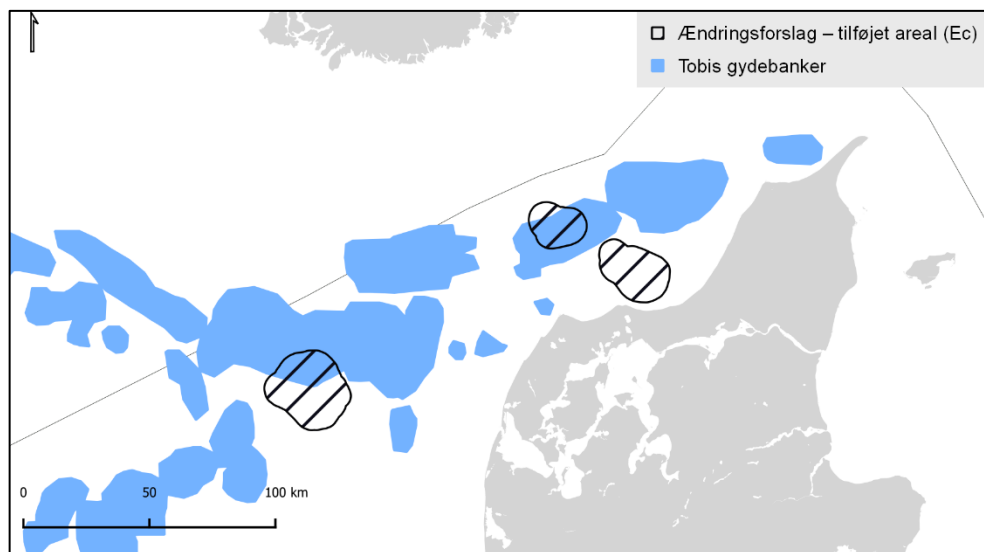 Ændringsforslag – tilføjet areal (Ec)
Tobis gydebanker
0 50 100 km